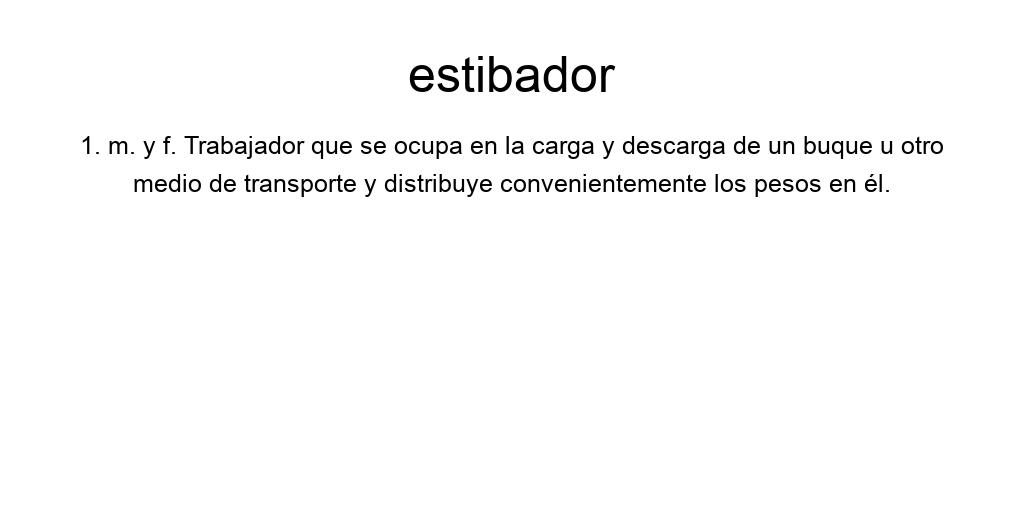 estibador
1. m. y f. Trabajador que se ocupa en la carga y descarga de un buque u otro
medio de transporte y distribuye convenientemente los pesos en él.